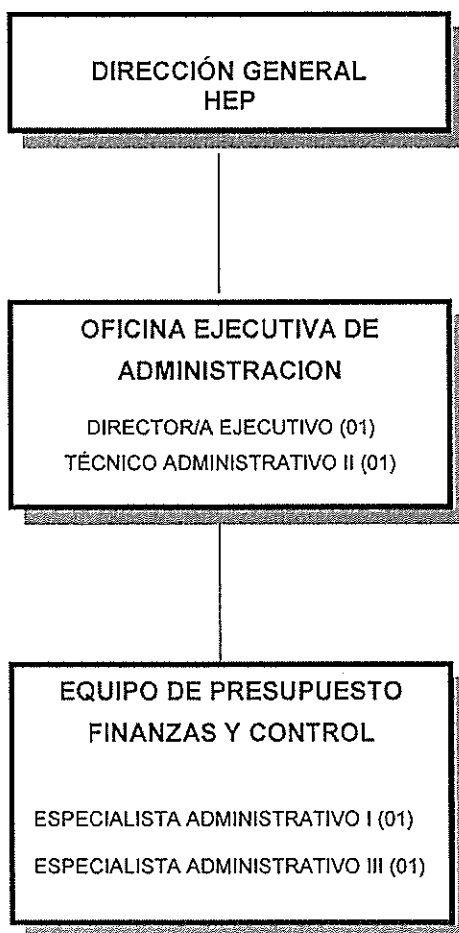 DIRECCIÓN GENERAL
HEP
OFICINA EJECUTIVA DE
ADMINISTRACION
DIRECTOR/A EJECUTIVO (01)
TÉCNICO ADMINISTRATIVO II (01)
EQUIPO DE PRESUPUESTO
FINANZAS Y CONTROL
ESPECIALISTA ADMINISTRATIVO I (01)
ESPECIALISTA ADMINISTRATIVO III (01)